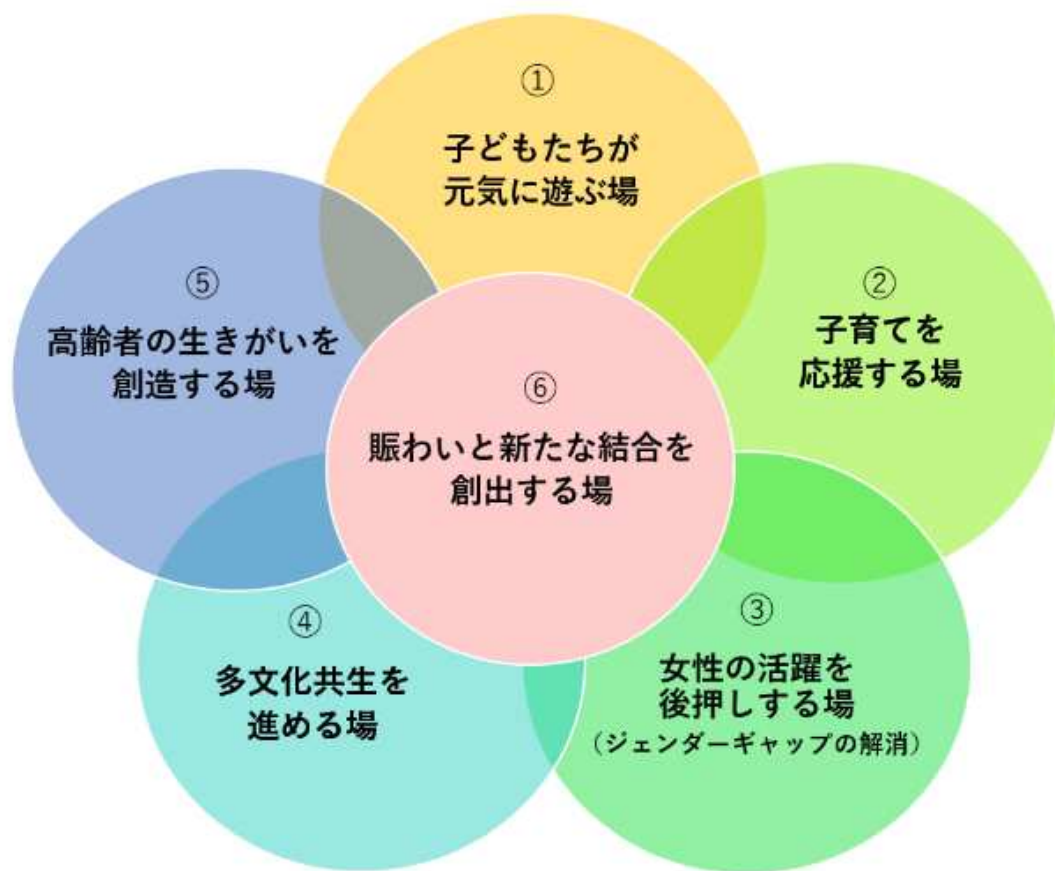 ①
子どもたちが
元気に遊ぶ場
②
子育てを
応援する場
③
女性の活躍を
後押しする場
（ジェンダーギャップの解消）
④
多文化共生を
進める場
⑤
高齢者の生きがいを
創造する場
⑥
賑わいと新たな結合を
創出する場